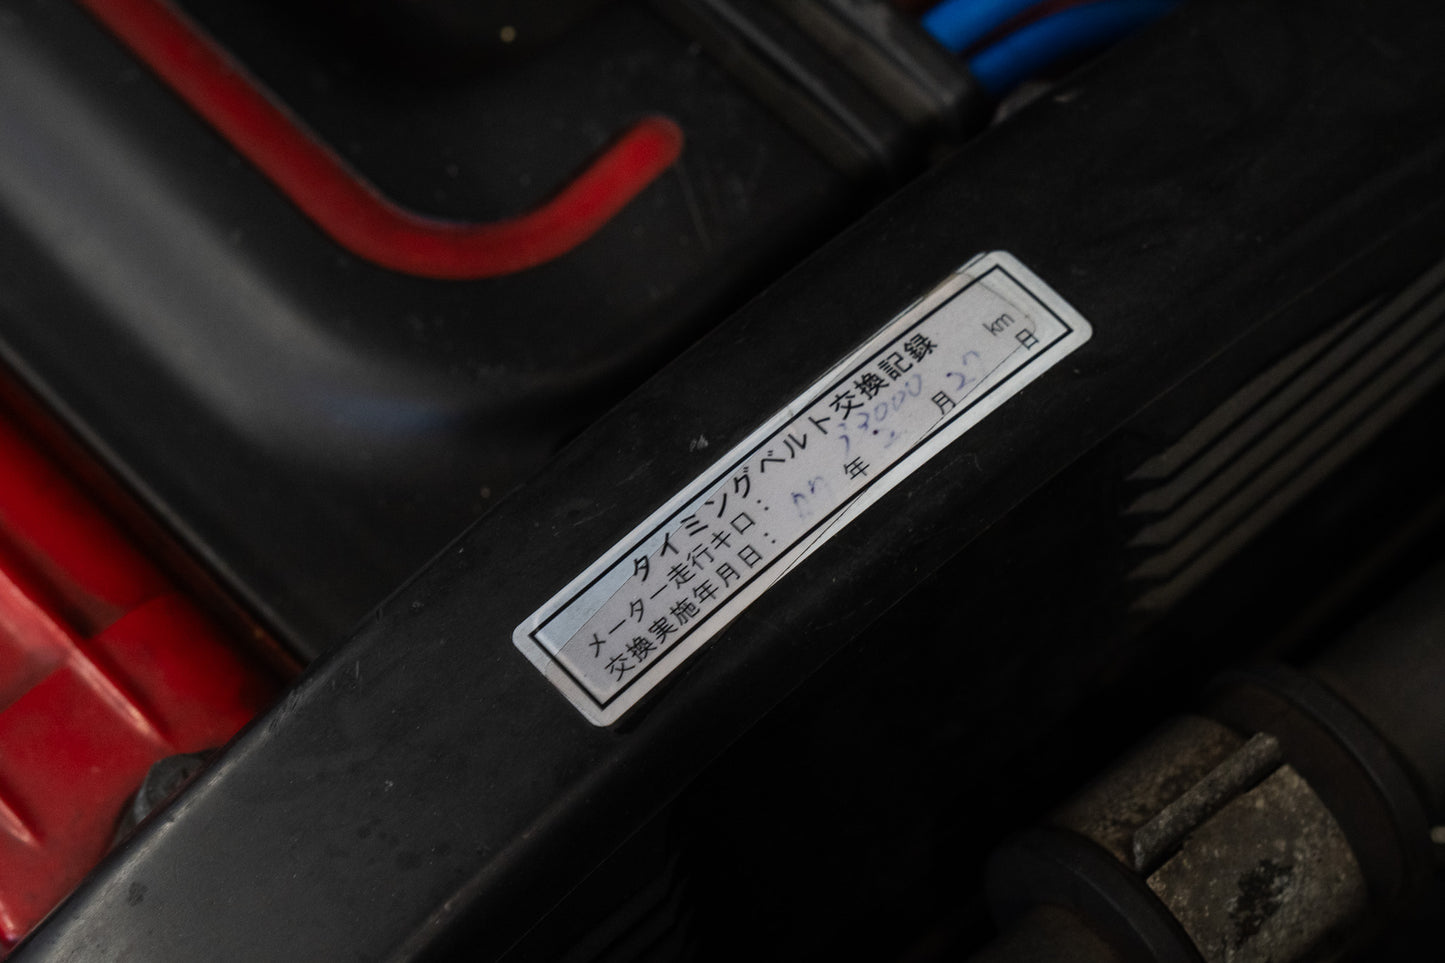 タイミングベルト交換記録
メーター走行キロ： km
交換実施年月日： 年 月 27 日